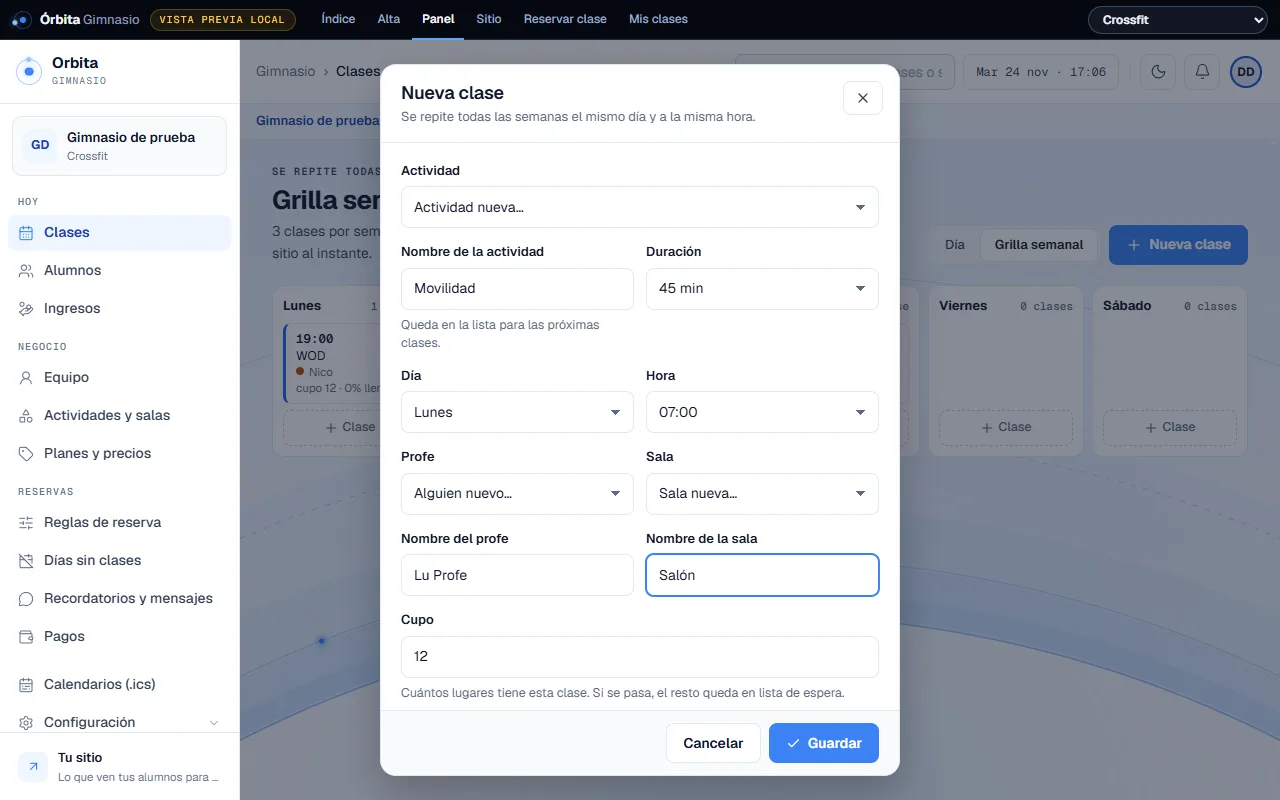 Órbita Gimnasio
VISTA PREVIA LOCAL
Índice
Alta
Panel
Sitio
Reservar clase
Mis clases
Crossfit
Orbita
GIMNASIO
GD
Gimnasio de prueba
Crossfit
HOY
Clases
Alumnos
Ingresos
NEGOCIO
Equipo
Actividades y salas
Planes y precios
RESERVAS
Reglas de reserva
Días sin clases
Recordatorios y mensajes
Pagos
Calendarios (.ics)
Configuración
Tu sitio
Lo que ven tus alumnos para …
Gimnasio › Clases
Mar 24 nov · 17:06
DD
Gimnasio de prueba
SE REPITE TODAS
Grilla
3 clases por
sitio al instante.
Día
Grilla semanal
+ Nueva clase
Lunes
1
19:00
WOD
Nico
cupo 12 · 0%
+ Clase
Viernes
0 clases
+ Clase
Sábado
0 clases
+ Clase
Nueva clase
Se repite todas las semanas el mismo día y a la misma hora.
Actividad
Actividad nueva…
Nombre de la actividad
Duración
Movilidad
45 min
Queda en la lista para las próximas
clases.
Día
Hora
Lunes
07:00
Profe
Sala
Alguien nuevo…
Sala nueva…
Nombre del profe
Nombre de la sala
Lu Profe
Salón
Cupo
12
Cuántos lugares tiene esta clase. Si se pasa, el resto queda en lista de espera.
Cancelar
Guardar